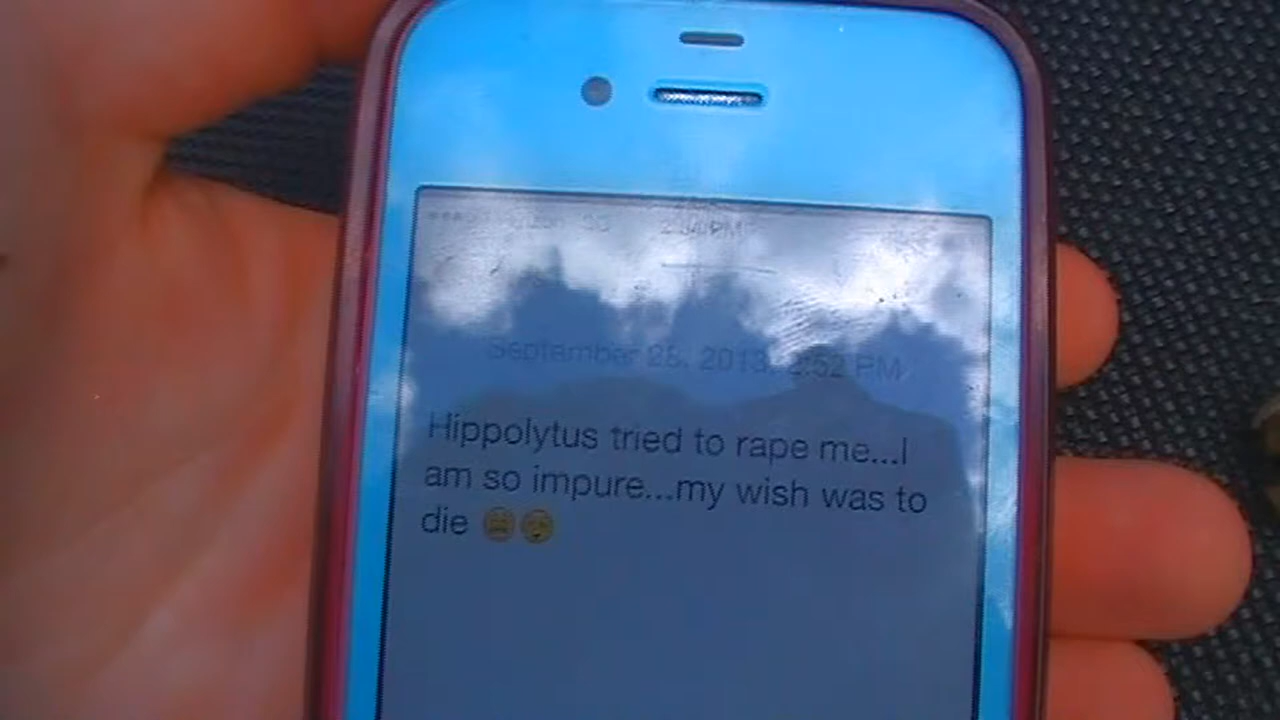 September 25, 2013, 2:52 PM
Hippolytus tried to rape me...I
am so impure...my wish was to
die 😖😔